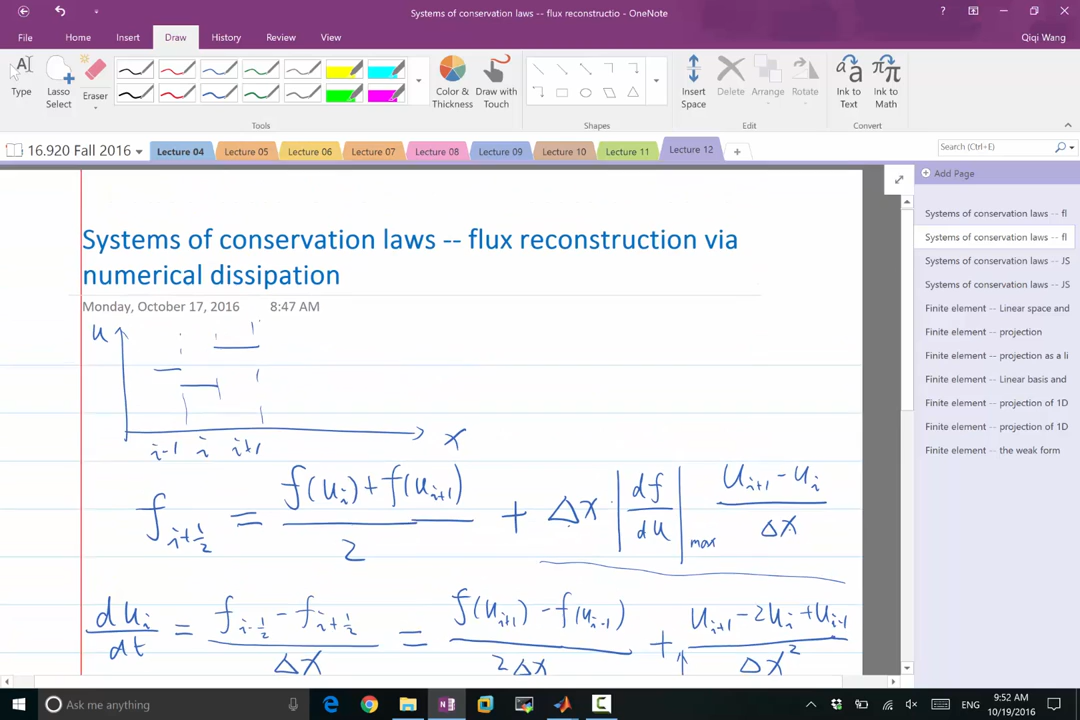 Systems of conservation laws -- flux reconstructio - OneNote
?
File
Home
Insert
Draw
History
Review
View
Qiqi Wang
Type
Lasso Select
Eraser
Color & Thickness
Draw with Touch
Insert Space
Delete
Arrange
Rotate
Ink to Text
Ink to Math
Tools
Shapes
Edit
Convert
16.920 Fall 2016
Lecture 04
Lecture 05
Lecture 06
Lecture 07
Lecture 08
Lecture 09
Lecture 10
Lecture 11
Lecture 12
Search (Ctrl+E)
Add Page
Systems of conservation laws -- fl
Systems of conservation laws -- fl
Systems of conservation laws -- JS
Systems of conservation laws -- JS
Finite element -- Linear space and
Finite element -- projection
Finite element -- projection as a li
Finite element -- Linear basis and
Finite element -- projection of 1D
Finite element -- projection of 1D
Finite element -- the weak form
Systems of conservation laws -- flux reconstruction via
numerical dissipation
Monday, October 17, 2016 8:47 AM
u
i-1 i i+1 x
f_{i+1/2} = (f(u_i) + f(u_{i+1}))/2 + Δx |df/du|_max (u_{i+1} - u_i)/Δx
du_i/dt = (f_{i-1/2} - f_{i+1/2})/Δx = (f(u_{i+1}) - f(u_{i-1}))/2Δx + (u_{i+1} - 2u_i + u_{i-1})/Δx²
Ask me anything
ENG
9:52 AM
10/19/2016